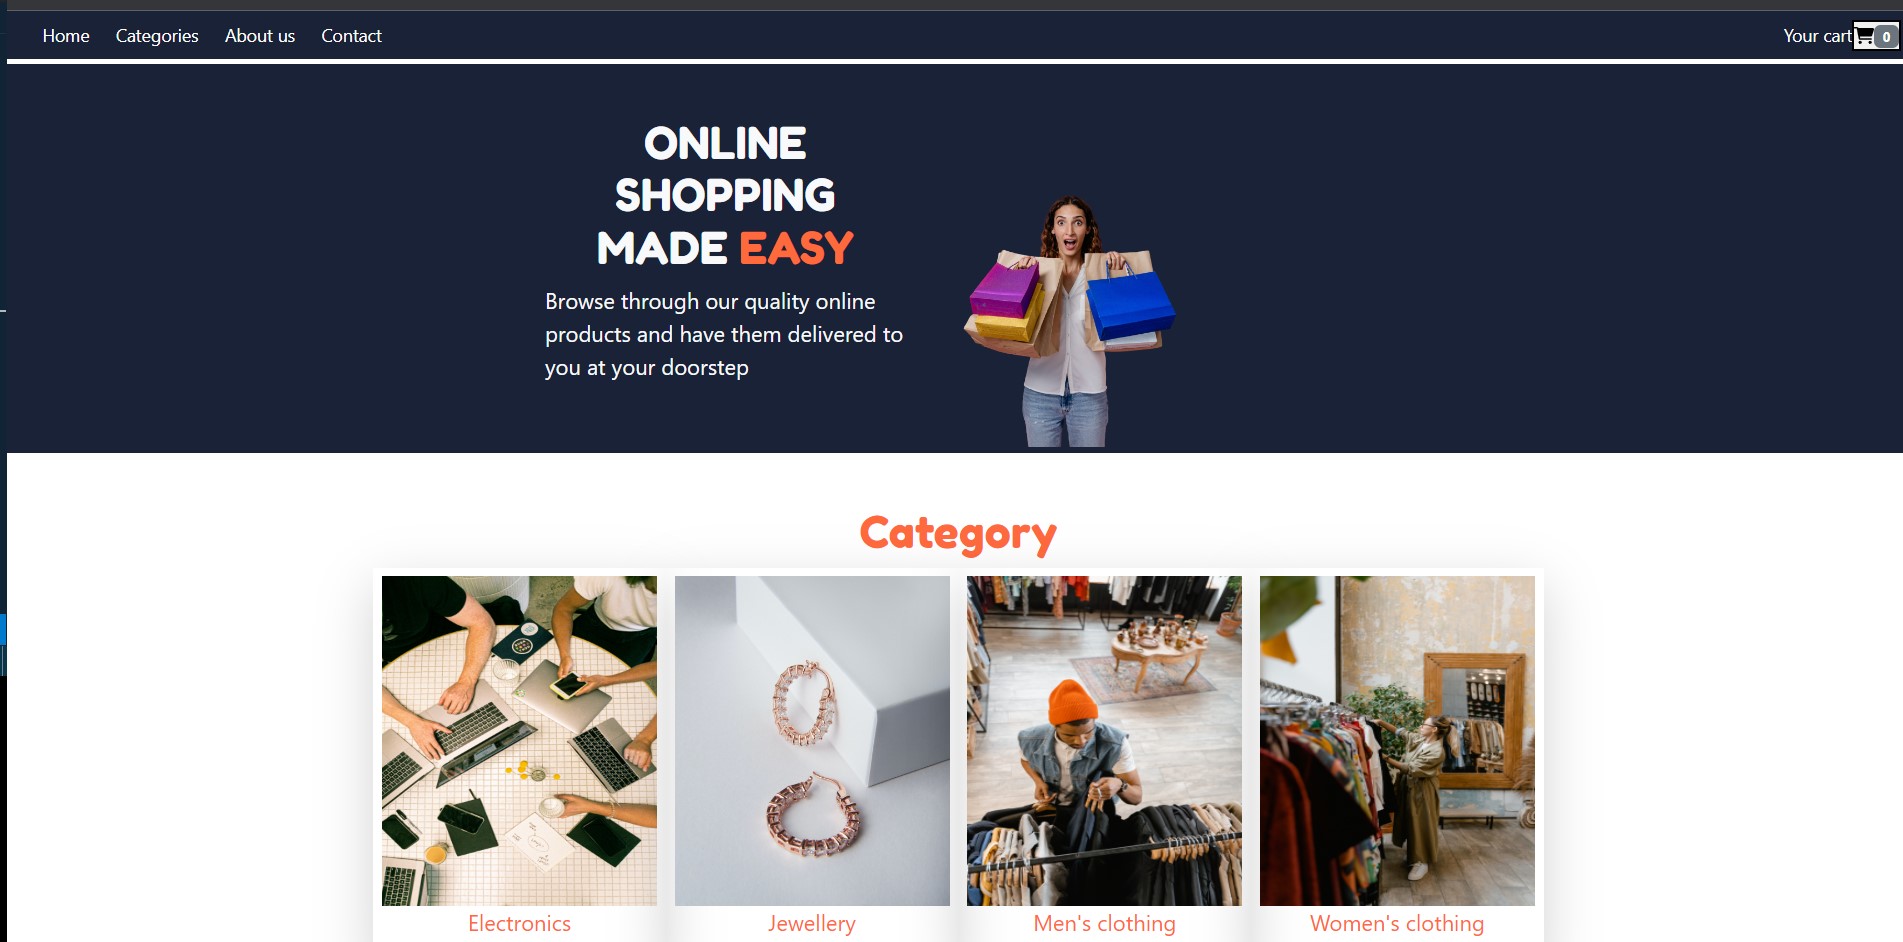 Home Categories About us Contact Your cart 0
ONLINE
SHOPPING
MADE EASY
Browse through our quality online
products and have them delivered to
you at your doorstep
Category
Electronics Jewellery Men's clothing Women's clothing